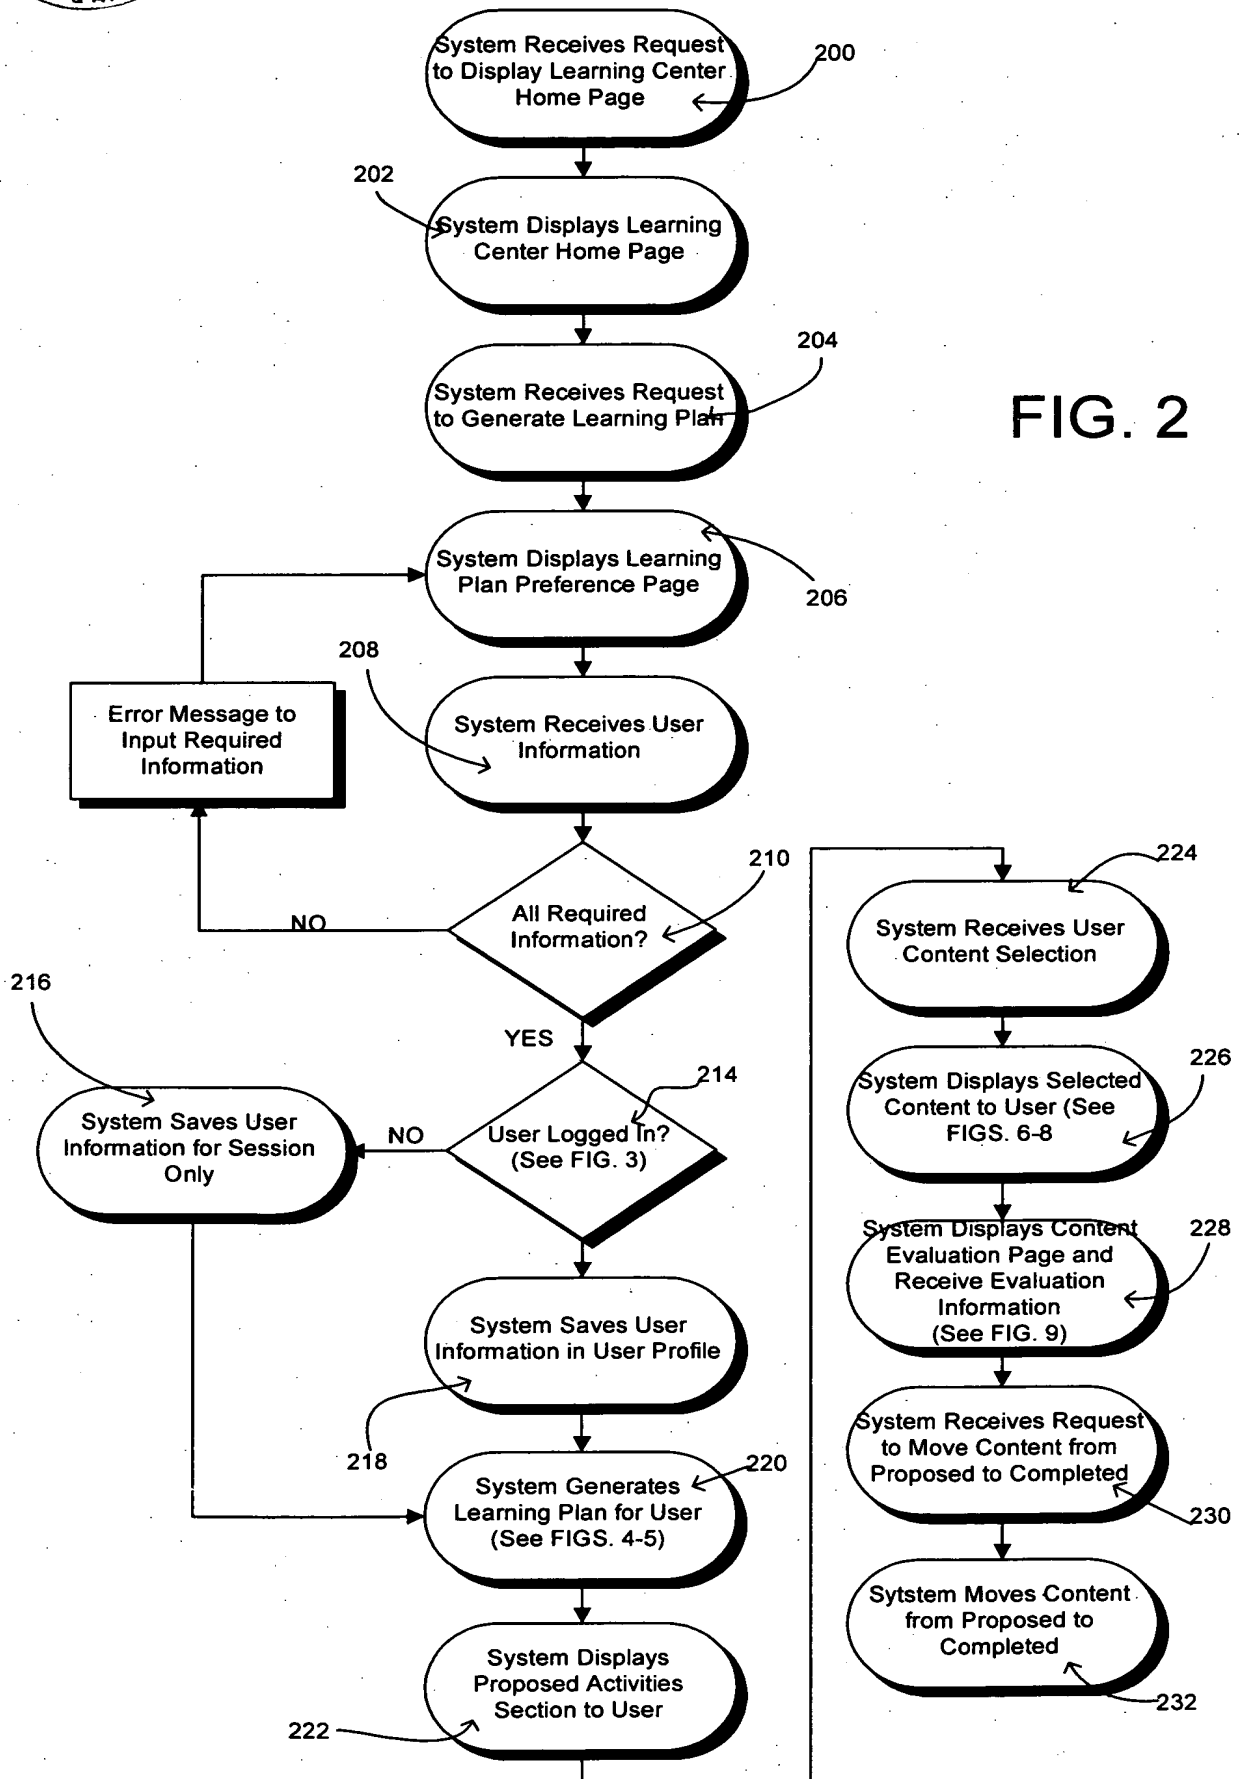 System Receives Request
to Display Learning Center
Home Page
200
202
System Displays Learning
Center Home Page
204
System Receives Request
to Generate Learning Plan
FIG. 2
System Displays Learning
Plan Preference Page
206
208
Error Message to
Input Required
Information
System Receives User
Information
210
All Required
Information?
NO
YES
214
216
System Saves User
Information for Session
Only
NO
User Logged In?
(See FIG. 3)
System Saves User
Information in User Profile
218
220
System Generates
Learning Plan for User
(See FIGS. 4-5)
System Displays
Proposed Activities
Section to User
222
224
System Receives User
Content Selection
226
System Displays Selected
Content to User (See
FIGS. 6-8
228
System Displays Content
Evaluation Page and
Receive Evaluation
Information
(See FIG. 9)
System Receives Request
to Move Content from
Proposed to Completed
230
Sytstem Moves Content
from Proposed to
Completed
232